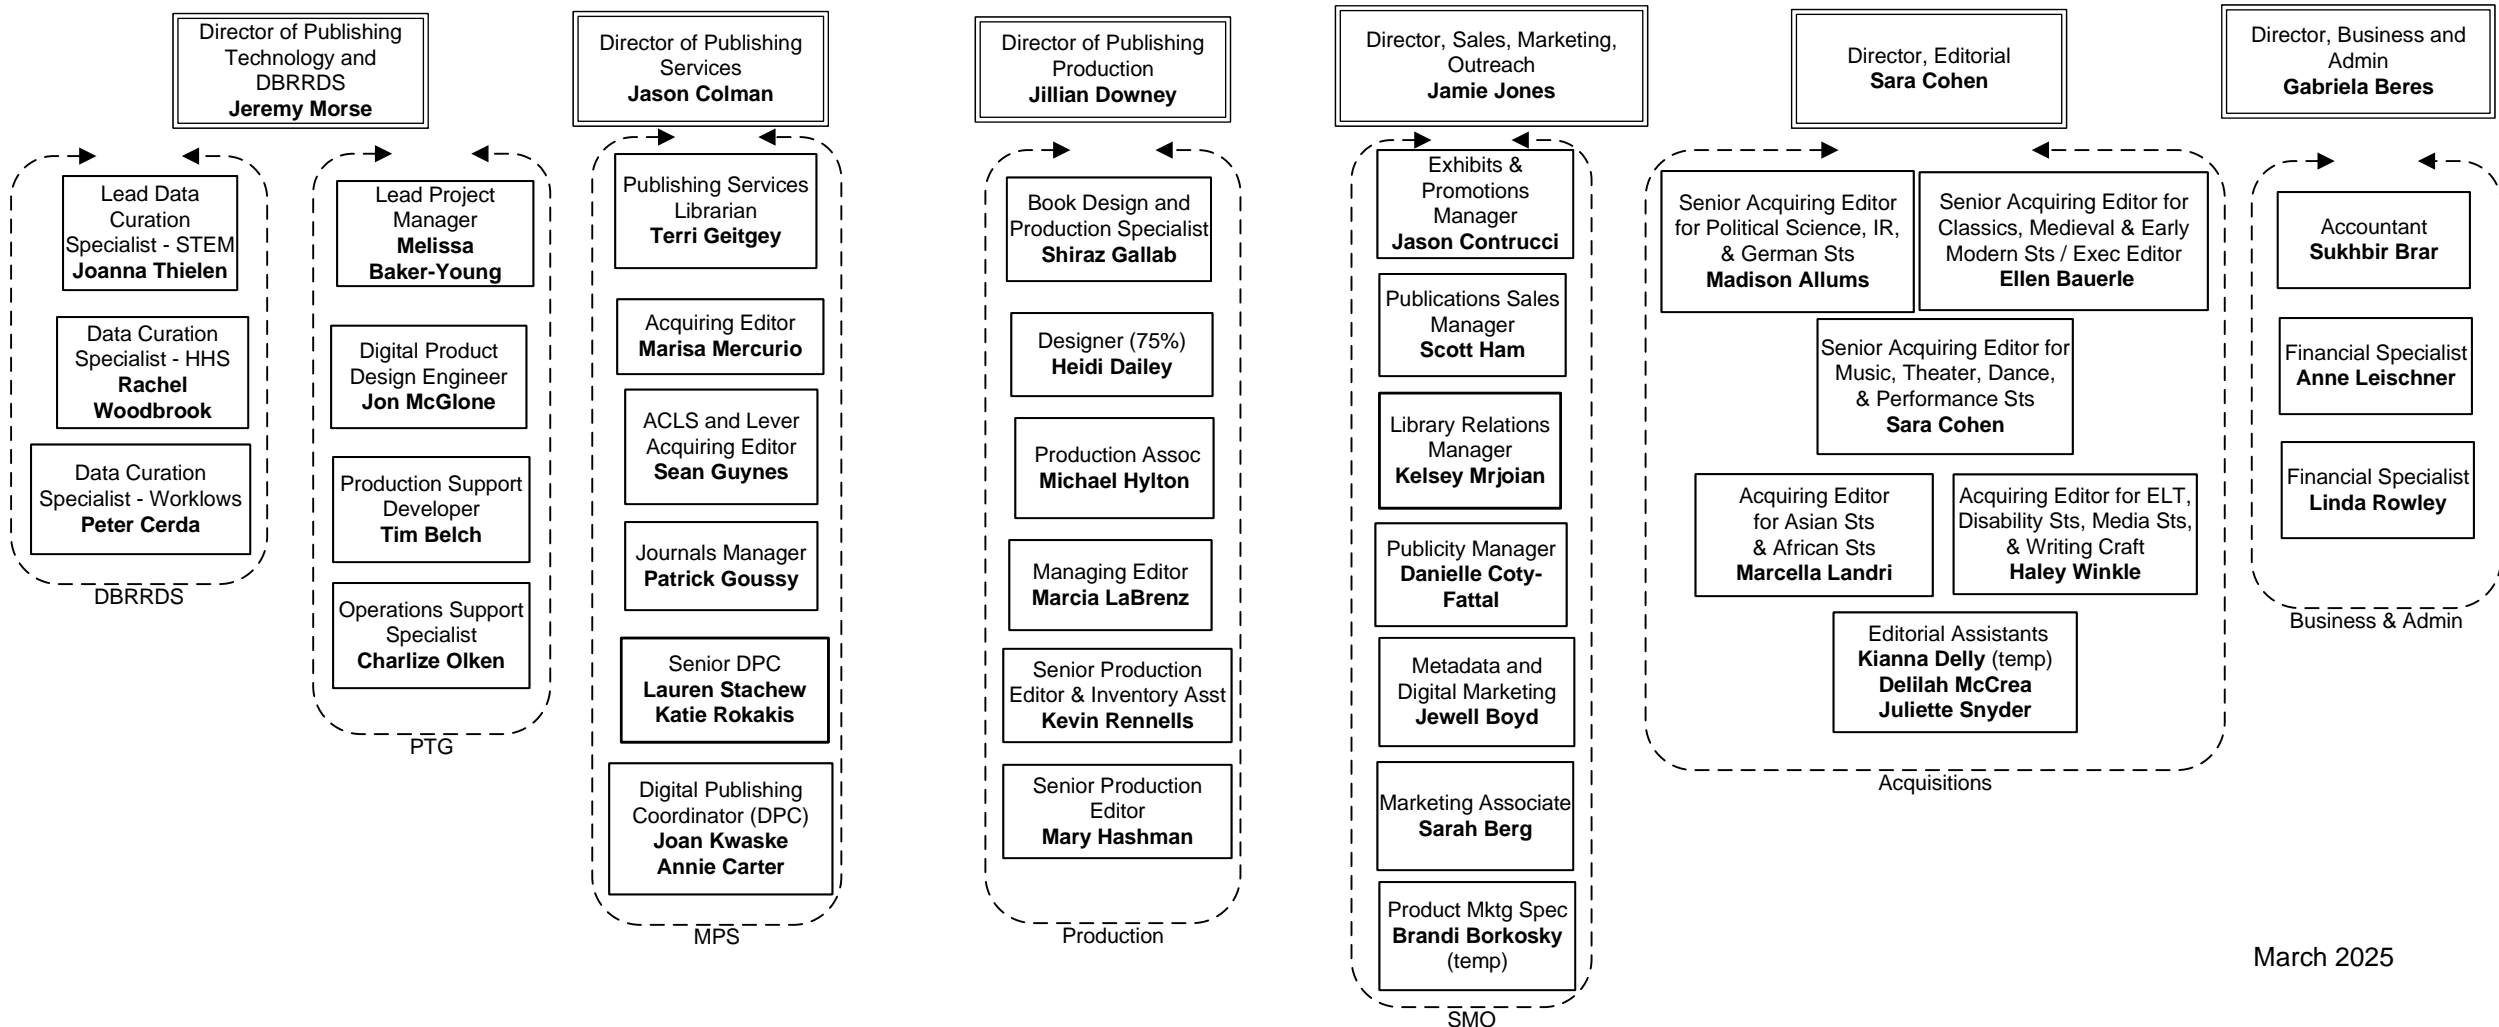 Director of Publishing
Technology and
DBRRDS
Jeremy Morse
Lead Data
Curation
Specialist - STEM
Joanna Thielen
Data Curation
Specialist - HHS
Rachel
Woodbrook
Data Curation
Specialist - Worklows
Peter Cerda
DBRRDS
Lead Project
Manager
Melissa
Baker-Young
Digital Product
Design Engineer
Jon McGlone
Production Support
Developer
Tim Belch
Operations Support
Specialist
Charlize Olken
PTG
Director of Publishing
Services
Jason Colman
Publishing Services
Librarian
Terri Geitgey
Acquiring Editor
Marisa Mercurio
ACLS and Lever
Acquiring Editor
Sean Guynes
Journals Manager
Patrick Goussy
Senior DPC
Lauren Stachew
Katie Rokakis
Digital Publishing
Coordinator (DPC)
Joan Kwaske
Annie Carter
MPS
Director of Publishing
Production
Jillian Downey
Book Design and
Production Specialist
Shiraz Gallab
Designer (75%)
Heidi Dailey
Production Assoc
Michael Hylton
Managing Editor
Marcia LaBrenz
Senior Production
Editor & Inventory Asst
Kevin Rennells
Senior Production
Editor
Mary Hashman
Production
Director, Sales, Marketing,
Outreach
Jamie Jones
Exhibits &
Promotions
Manager
Jason Contrucci
Publications Sales
Manager
Scott Ham
Library Relations
Manager
Kelsey Mrjoian
Publicity Manager
Danielle Coty-
Fattal
Metadata and
Digital Marketing
Jewell Boyd
Marketing Associate
Sarah Berg
Product Mktg Spec
Brandi Borkosky
(temp)
SMO
Director, Editorial
Sara Cohen
Senior Acquiring Editor
for Political Science, IR,
& German Sts
Madison Allums
Senior Acquiring Editor for
Classics, Medieval & Early
Modern Sts / Exec Editor
Ellen Bauerle
Senior Acquiring Editor for
Music, Theater, Dance,
& Performance Sts
Sara Cohen
Acquiring Editor
for Asian Sts
& African Sts
Marcella Landri
Acquiring Editor for ELT,
Disability Sts, Media Sts,
& Writing Craft
Haley Winkle
Editorial Assistants
Kianna Delly (temp)
Delilah McCrea
Juliette Snyder
Acquisitions
Director, Business and
Admin
Gabriela Beres
Accountant
Sukhbir Brar
Financial Specialist
Anne Leischner
Financial Specialist
Linda Rowley
Business & Admin
March 2025